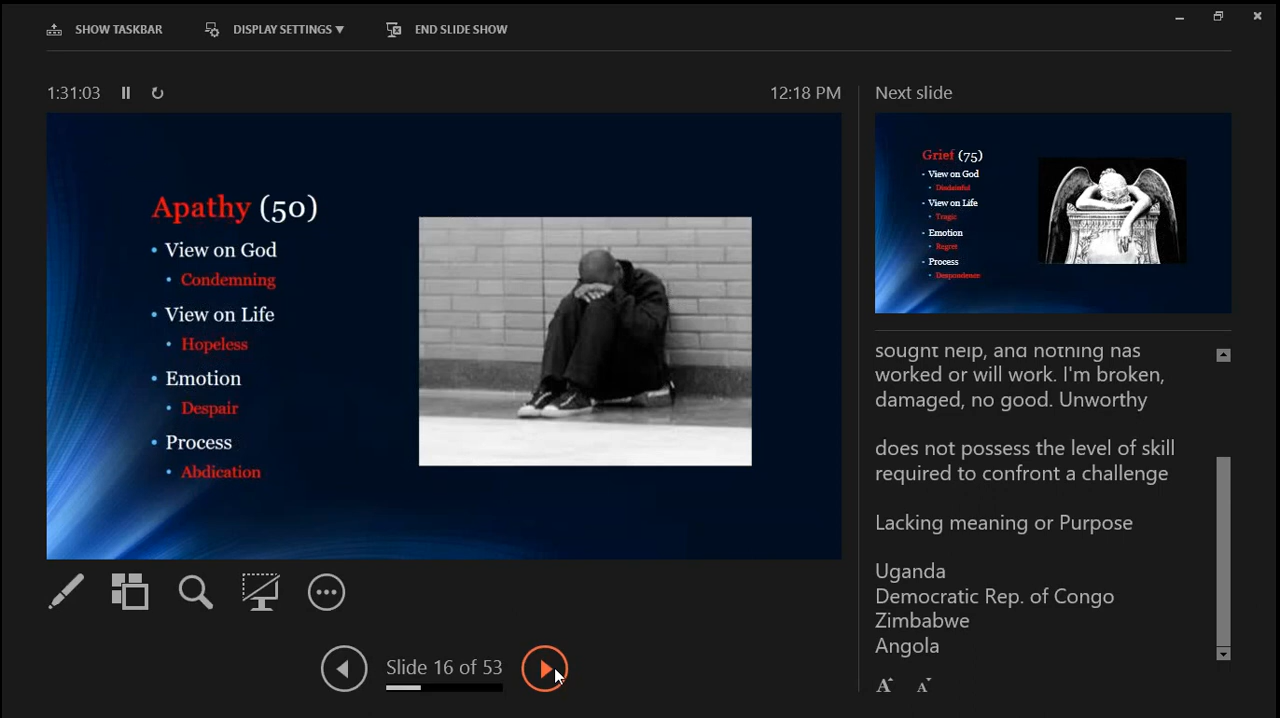 SHOW TASKBAR
DISPLAY SETTINGS ▼
END SLIDE SHOW
1:31:03
12:18 PM
Apathy (50)
• View on God
• Condemning
• View on Life
• Hopeless
• Emotion
• Despair
• Process
• Abdication
Slide 16 of 53
Next slide
Grief (75)
- View on God
• Disdainful
- View on Life
• Tragic
- Emotion
• Regret
- Process
• Despondence
sought help, and nothing has
worked or will work. I'm broken,
damaged, no good. Unworthy
does not possess the level of skill
required to confront a challenge
Lacking meaning or Purpose
Uganda
Democratic Rep. of Congo
Zimbabwe
Angola
A
A